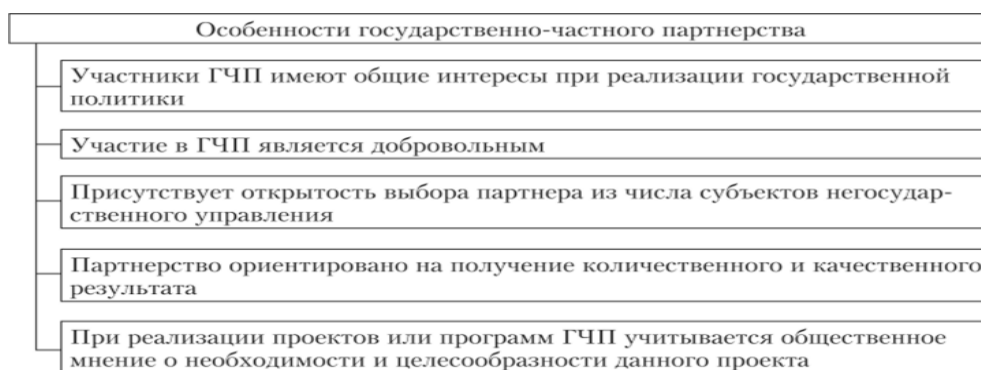 Особенности государственно-частного партнерства
Участники ГЧП имеют общие интересы при реализации государственной
политики
Участие в ГЧП является добровольным
Присутствует открытость выбора партнера из числа субъектов негосудар-
ственного управления
Партнерство ориентировано на получение количественного и качественного
результата
При реализации проектов или программ ГЧП учитывается общественное
мнение о необходимости и целесообразности данного проекта